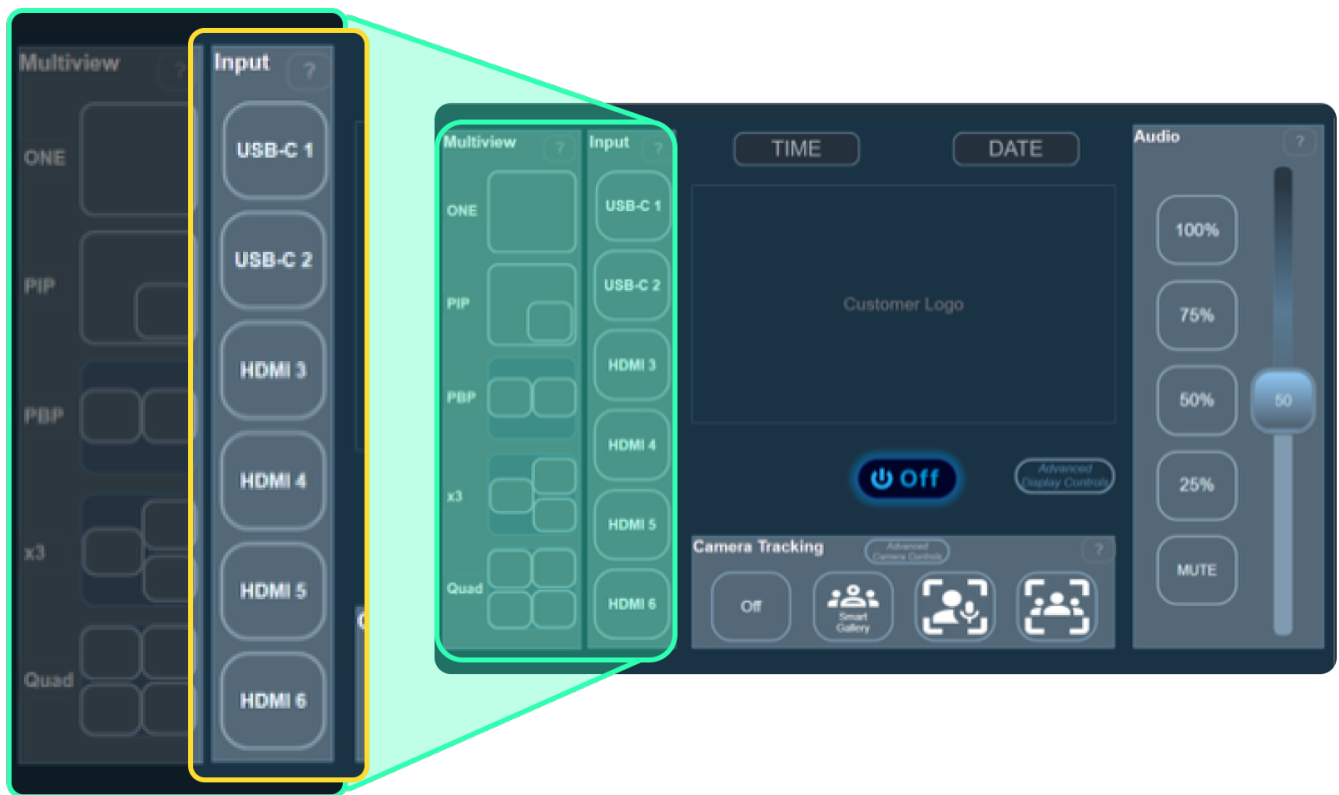 Multiview
?
ONE
PIP
PBP
x3
Quad
Input
?
USB-C 1
USB-C 2
HDMI 3
HDMI 4
HDMI 5
HDMI 6
Multiview
?
ONE
PIP
PBP
x3
Quad
Input
?
USB-C 1
USB-C 2
HDMI 3
HDMI 4
HDMI 5
HDMI 6
TIME
DATE
Customer Logo
Off
Advanced
Display Controls
Camera Tracking
Advanced
Camera Controls
?
Off
Smart
Gallery
Audio
?
100%
75%
50%
25%
MUTE
50